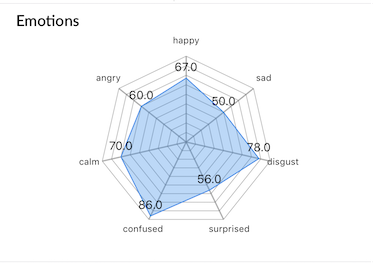 Emotions
happy
67.0
angry
sad
60.0
50.0
70.0
78.0
calm
disgust
56.0
86.0
confused
surprised